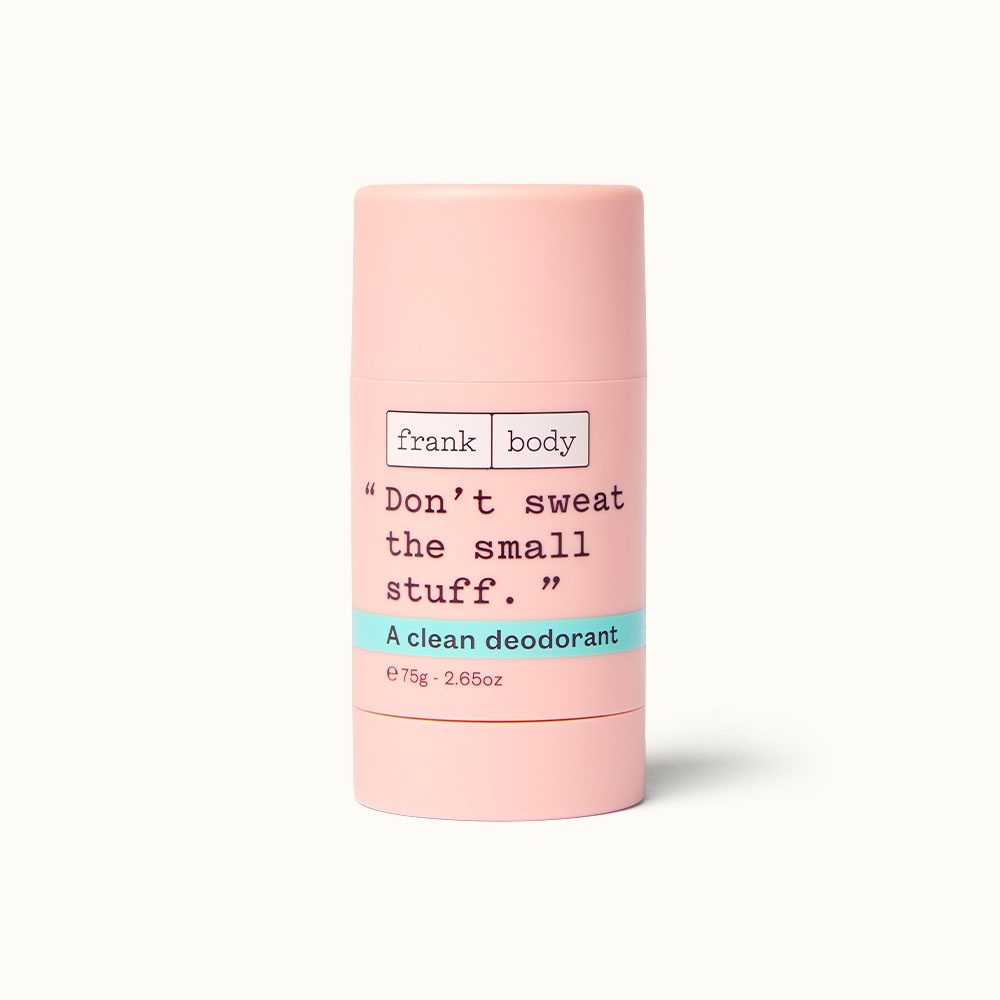 frank body
“Don’t sweat
the small
stuff.”
A clean deodorant
℮ 75g - 2.65oz